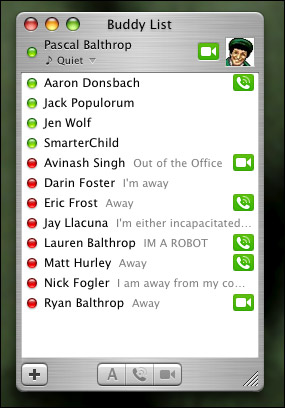 Buddy List
Pascal Balthrop
♪ Quiet
Aaron Donsbach
Jack Populorum
Jen Wolf
SmarterChild
Avinash Singh Out of the Office
Darin Foster I'm away
Eric Frost Away
Jay Llacuna I'm either incapacitated...
Lauren Balthrop IM A ROBOT
Matt Hurley Away
Nick Fogler I am away from my co...
Ryan Balthrop Away
A